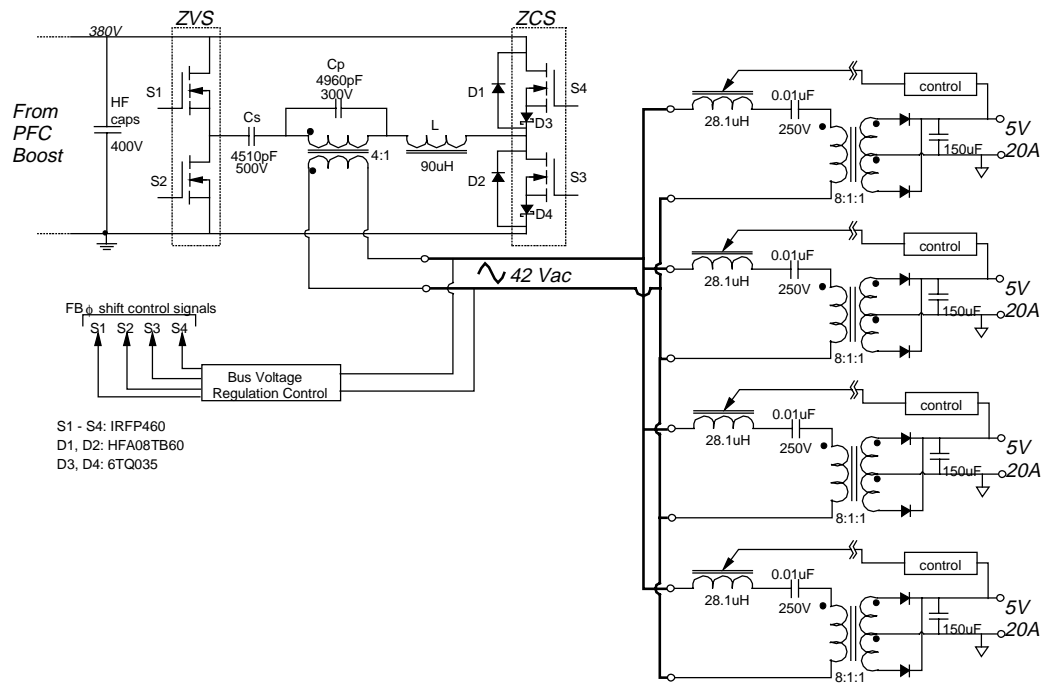 ZVS
ZCS
380V
From
PFC
Boost
HF
caps
400V
S1
S2
Cs
4510pF
500V
Cp
4960pF
300V
4:1
L
90uH
D1
D2
S4
D3
S3
D4
42 Vac
FB ϕ shift control signals
S1 S2 S3 S4
Bus Voltage
Regulation Control
S1 - S4: IRFP460
D1, D2: HFA08TB60
D3, D4: 6TQ035
control
0.01uF
28.1uH
250V
150uF
8:1:1
5V
20A
control
0.01uF
28.1uH
250V
150uF
8:1:1
5V
20A
control
0.01uF
28.1uH
250V
150uF
8:1:1
5V
20A
control
0.01uF
28.1uH
250V
150uF
8:1:1
5V
20A